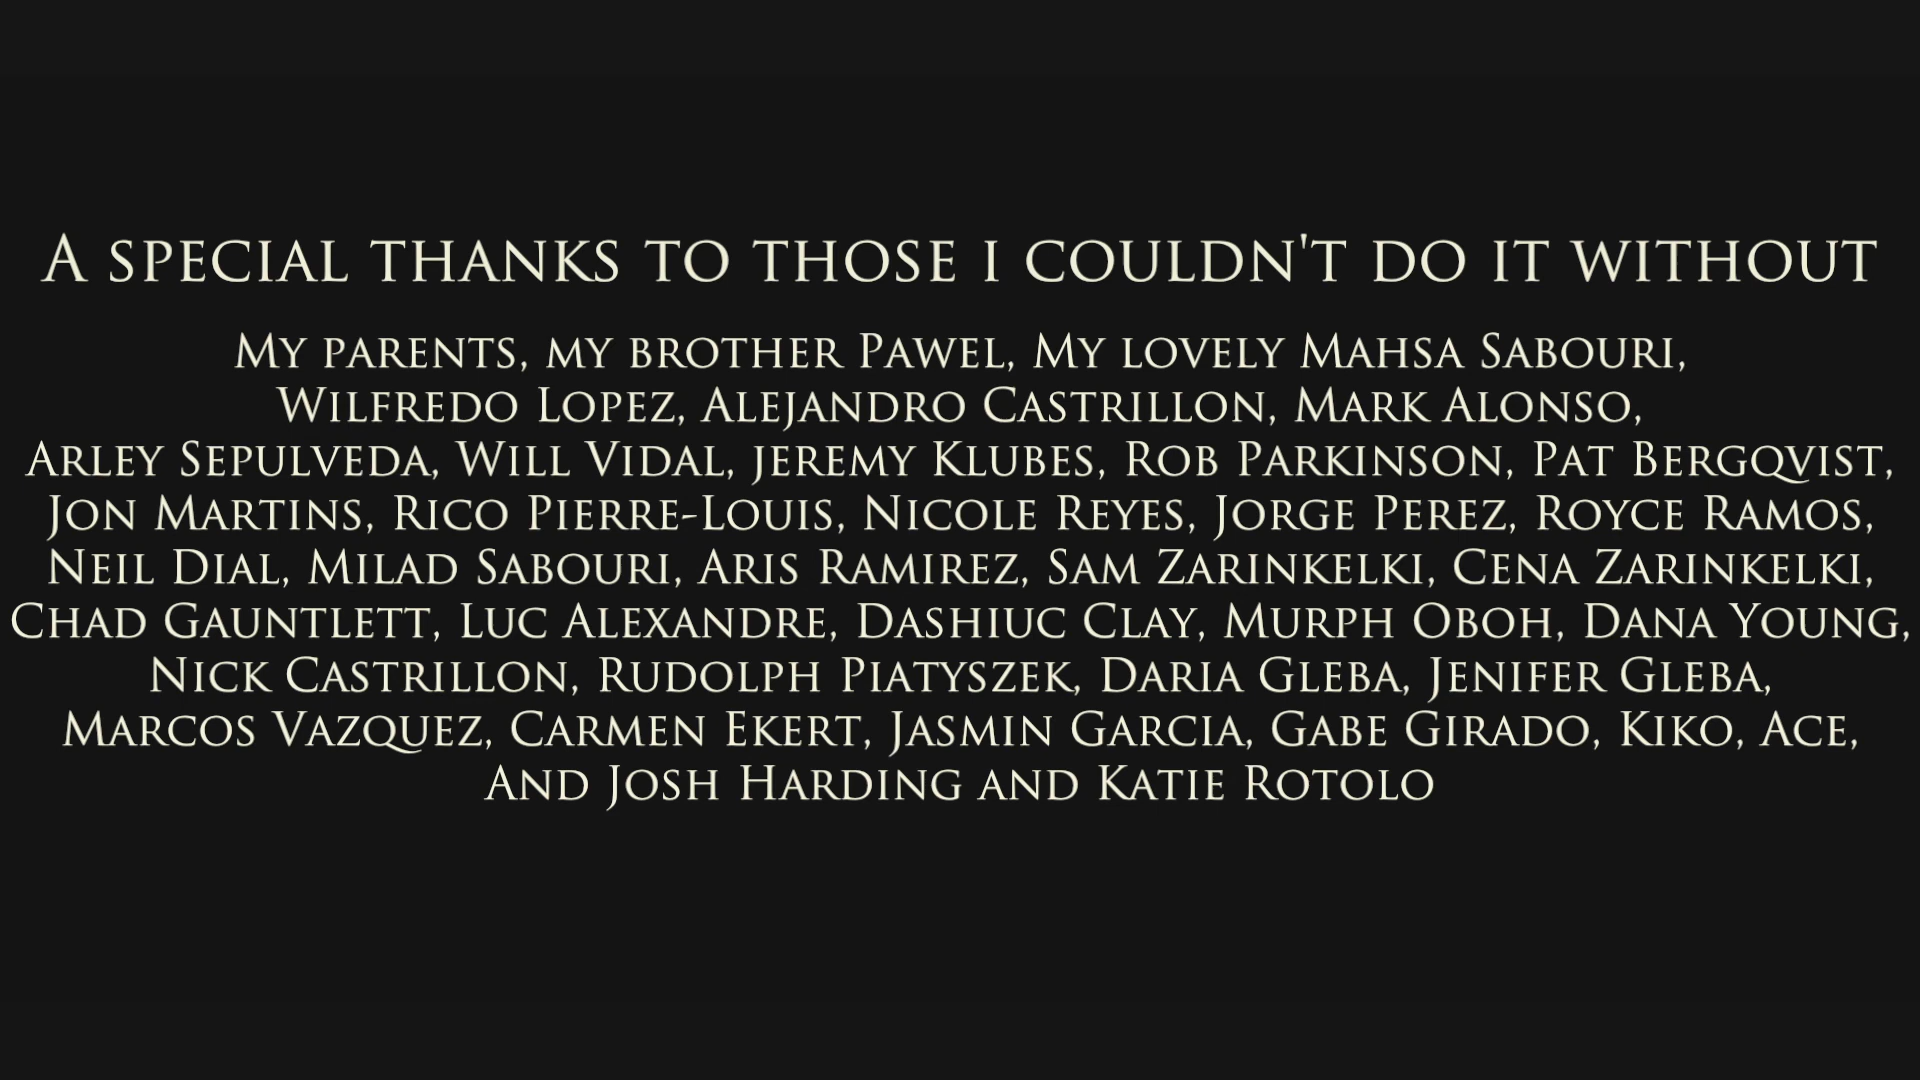 A special thanks to those I couldn't do it without
My parents, my brother Pawel, My lovely Mahsa Sabouri,
Wilfredo Lopez, Alejandro Castrillon, Mark Alonso,
Arley Sepulveda, Will Vidal, Jeremy Klubes, Rob Parkinson, Pat Bergqvist,
Jon Martins, Rico Pierre-Louis, Nicole Reyes, Jorge Perez, Royce Ramos,
Neil Dial, Milad Sabouri, Aris Ramirez, Sam Zarinkelki, Cena Zarinkelki,
Chad Gauntlett, Luc Alexandre, Dashiuc Clay, Murph Oboh, Dana Young,
Nick Castrillon, Rudolph Piatyszek, Daria Gleba, Jenifer Gleba,
Marcos Vazquez, Carmen Ekert, Jasmin Garcia, Gabe Girado, Kiko, Ace,
And Josh Harding and Katie Rotolo